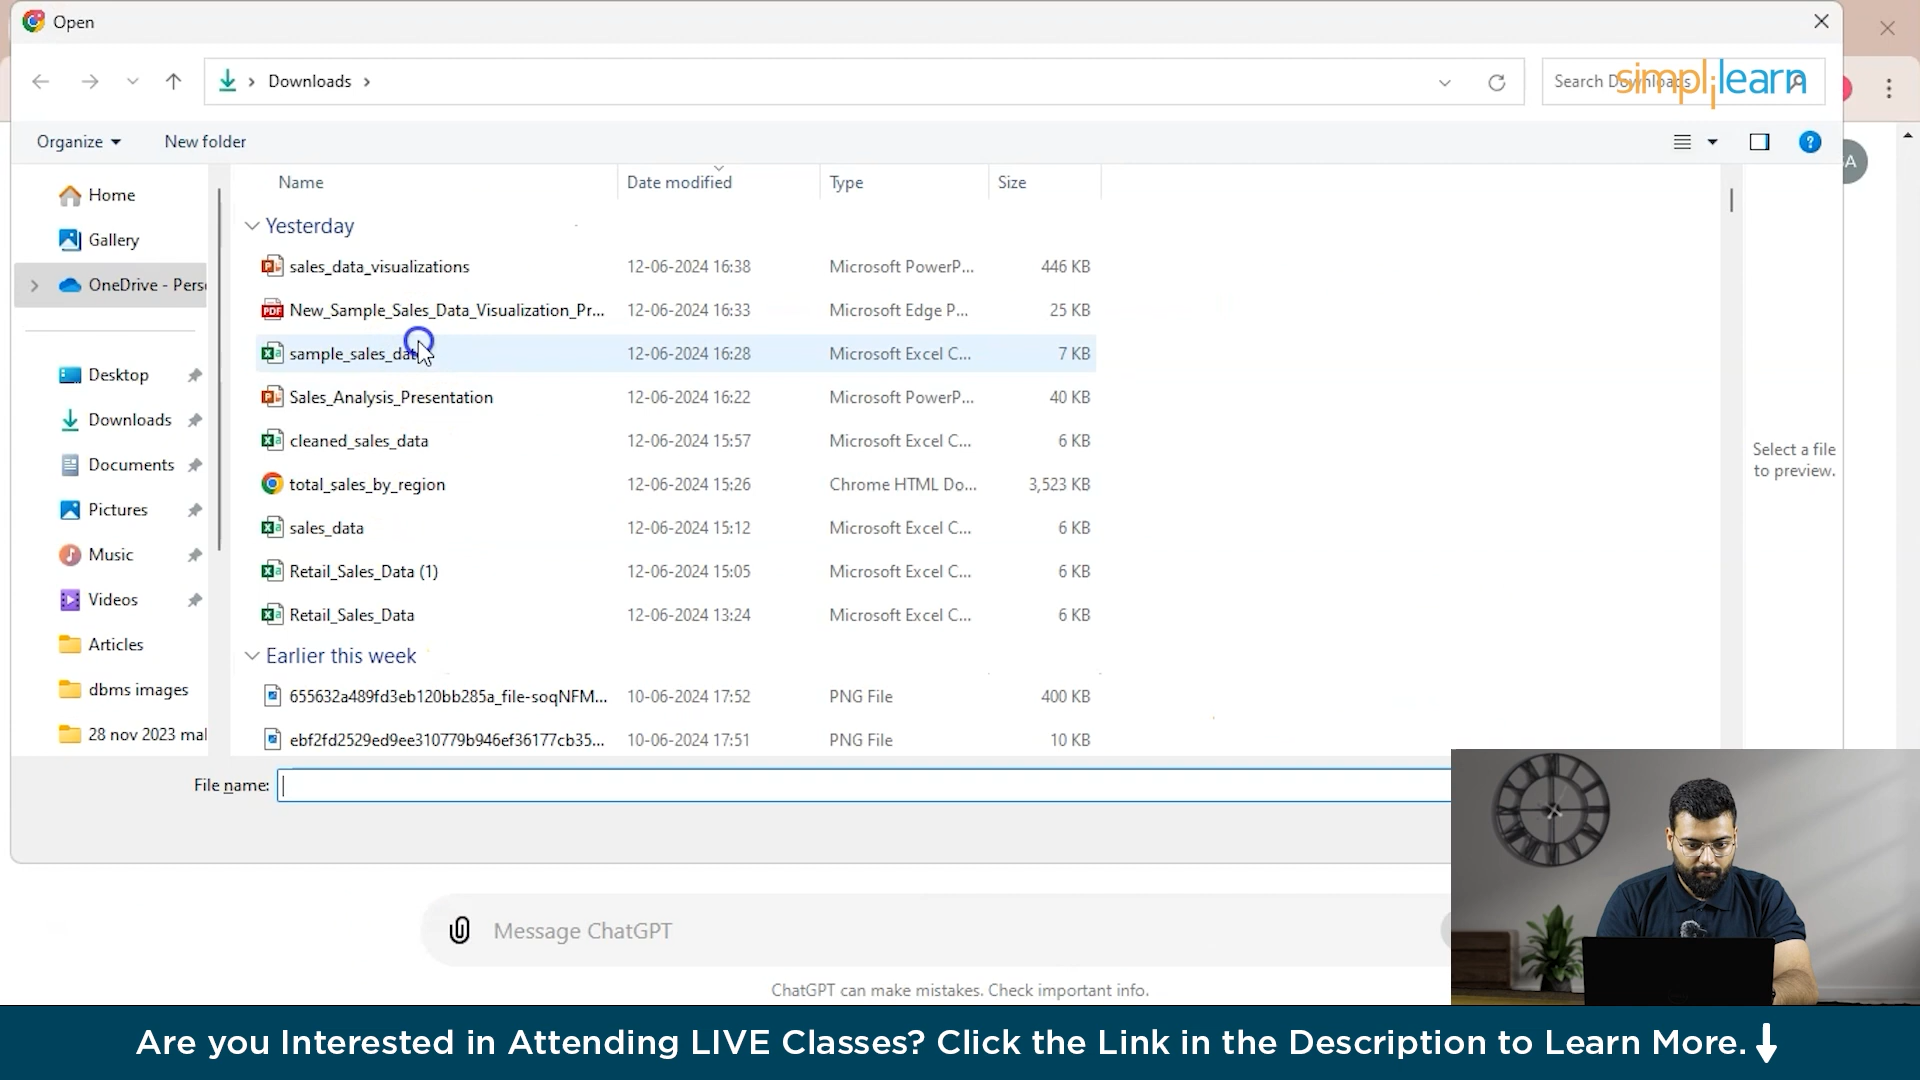 Open
Downloads
Search Downloads
simplilearn
Organize
New folder
?
A
Name
Date modified
Type
Size
Home
Gallery
OneDrive - Pers
Desktop
Downloads
Documents
Pictures
Music
Videos
Articles
dbms images
28 nov 2023 mal
Yesterday
sales_data_visualizations 12-06-2024 16:38 Microsoft PowerP... 446 KB
New_Sample_Sales_Data_Visualization_Pr... 12-06-2024 16:33 Microsoft Edge P... 25 KB
sample_sales_data 12-06-2024 16:28 Microsoft Excel C... 7 KB
Sales_Analysis_Presentation 12-06-2024 16:22 Microsoft PowerP... 40 KB
cleaned_sales_data 12-06-2024 15:57 Microsoft Excel C... 6 KB
total_sales_by_region 12-06-2024 15:26 Chrome HTML Do... 3,523 KB
sales_data 12-06-2024 15:12 Microsoft Excel C... 6 KB
Retail_Sales_Data (1) 12-06-2024 15:05 Microsoft Excel C... 6 KB
Retail_Sales_Data 12-06-2024 13:24 Microsoft Excel C... 6 KB
Earlier this week
655632a489fd3eb120bb285a_file-soqNFM... 10-06-2024 17:52 PNG File 400 KB
ebf2fd2529ed9ee310779b946ef36177cb35... 10-06-2024 17:51 PNG File 10 KB
Select a file
to preview.
File name:
Message ChatGPT
ChatGPT can make mistakes. Check important info.
Are you Interested in Attending LIVE Classes? Click the Link in the Description to Learn More.